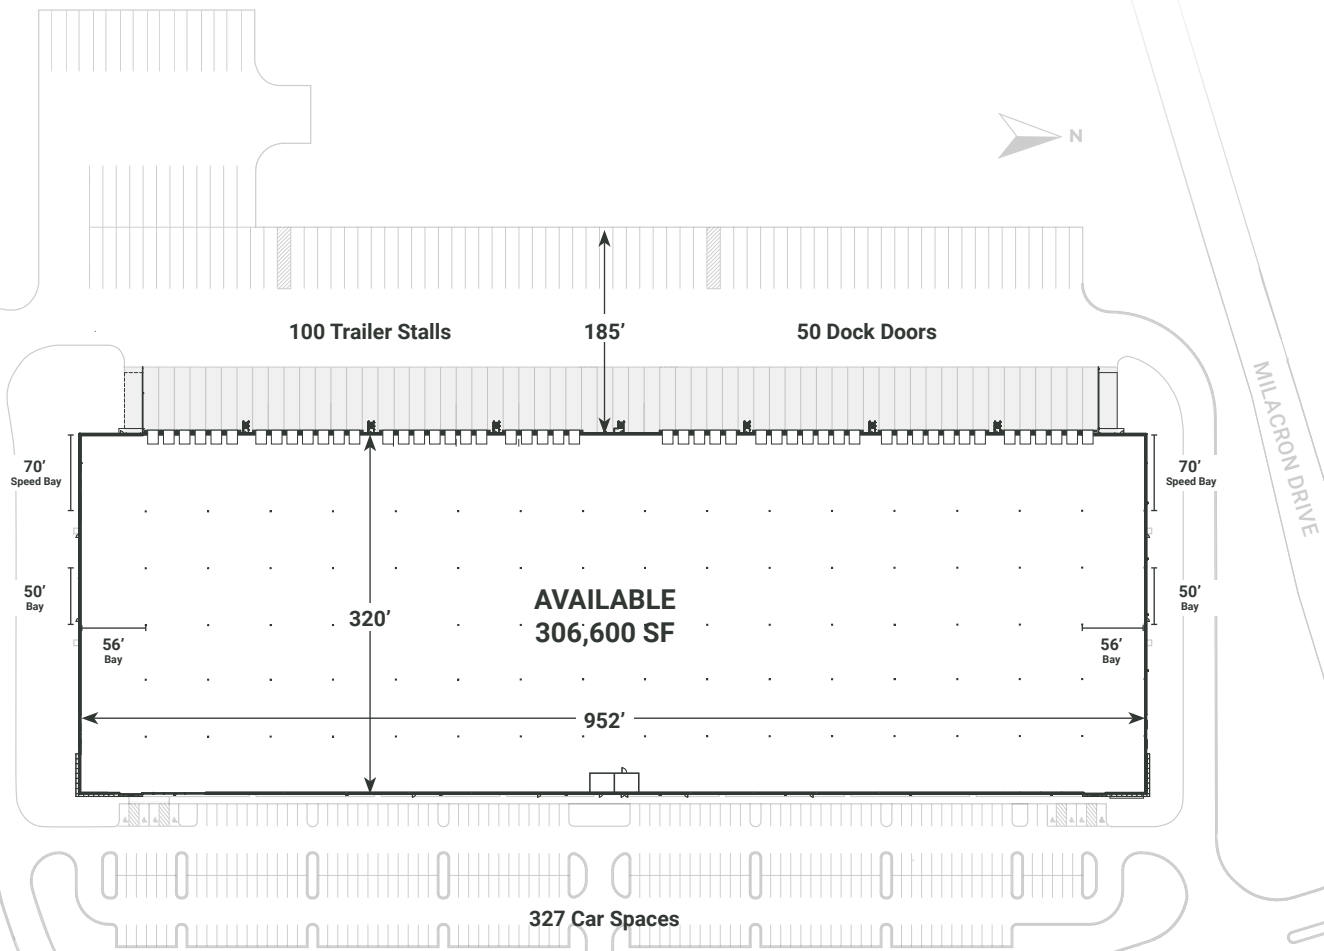 N
100 Trailer Stalls
185’
50 Dock Doors
MILACRON DRIVE
70’
Speed Bay
70’
Speed Bay
50’
Bay
AVAILABLE
306,600 SF
320’
50’
Bay
56’
Bay
56’
Bay
952’
327 Car Spaces